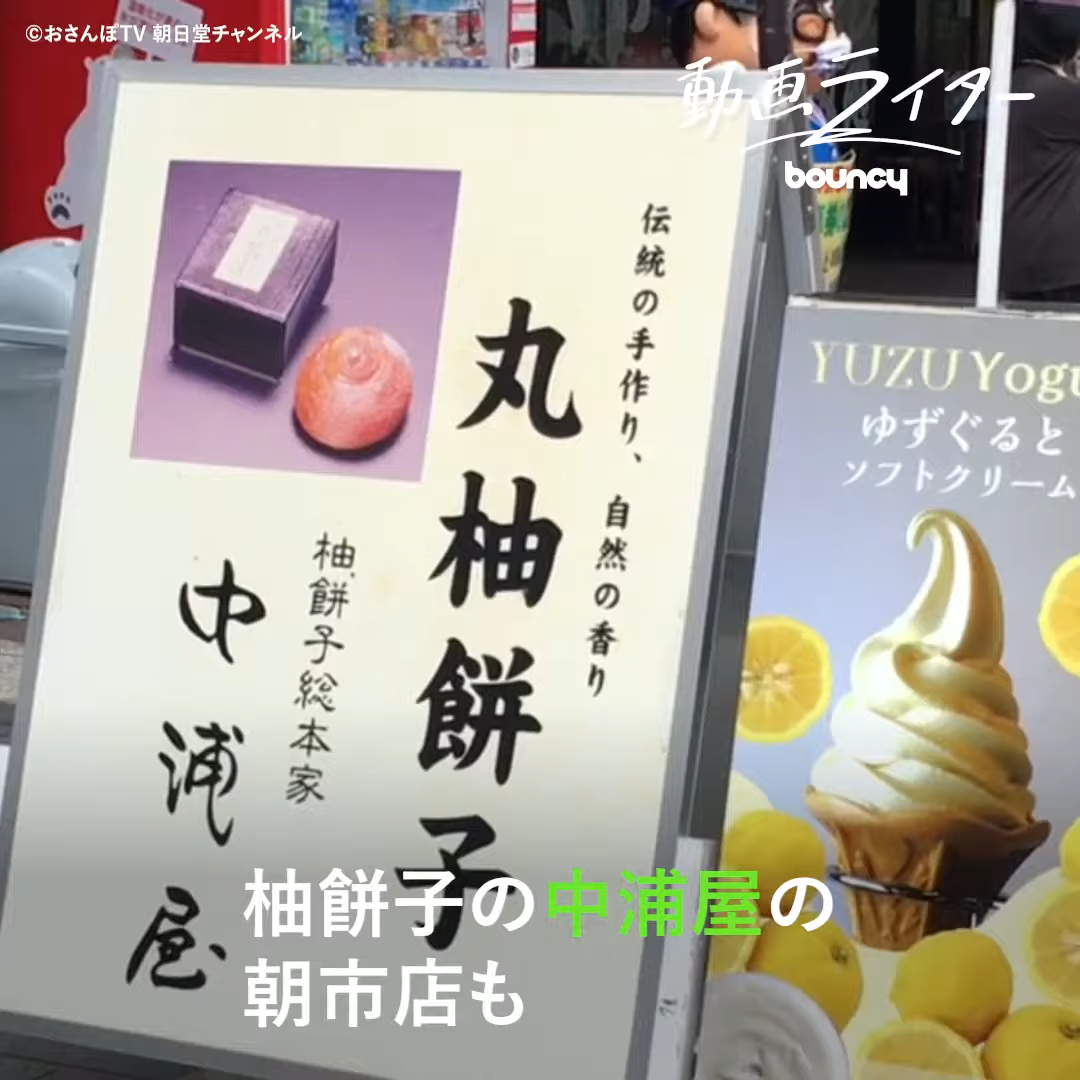 ©おさんぽTV 朝日堂チャンネル
動画ライター
bouncy
伝統の手作り、自然の香り
丸柚餅子
柚餅子総本家
中浦屋
YUZU Yogu
ゆずぐると
ソフトクリーム
柚餅子の中浦屋の
朝市店も